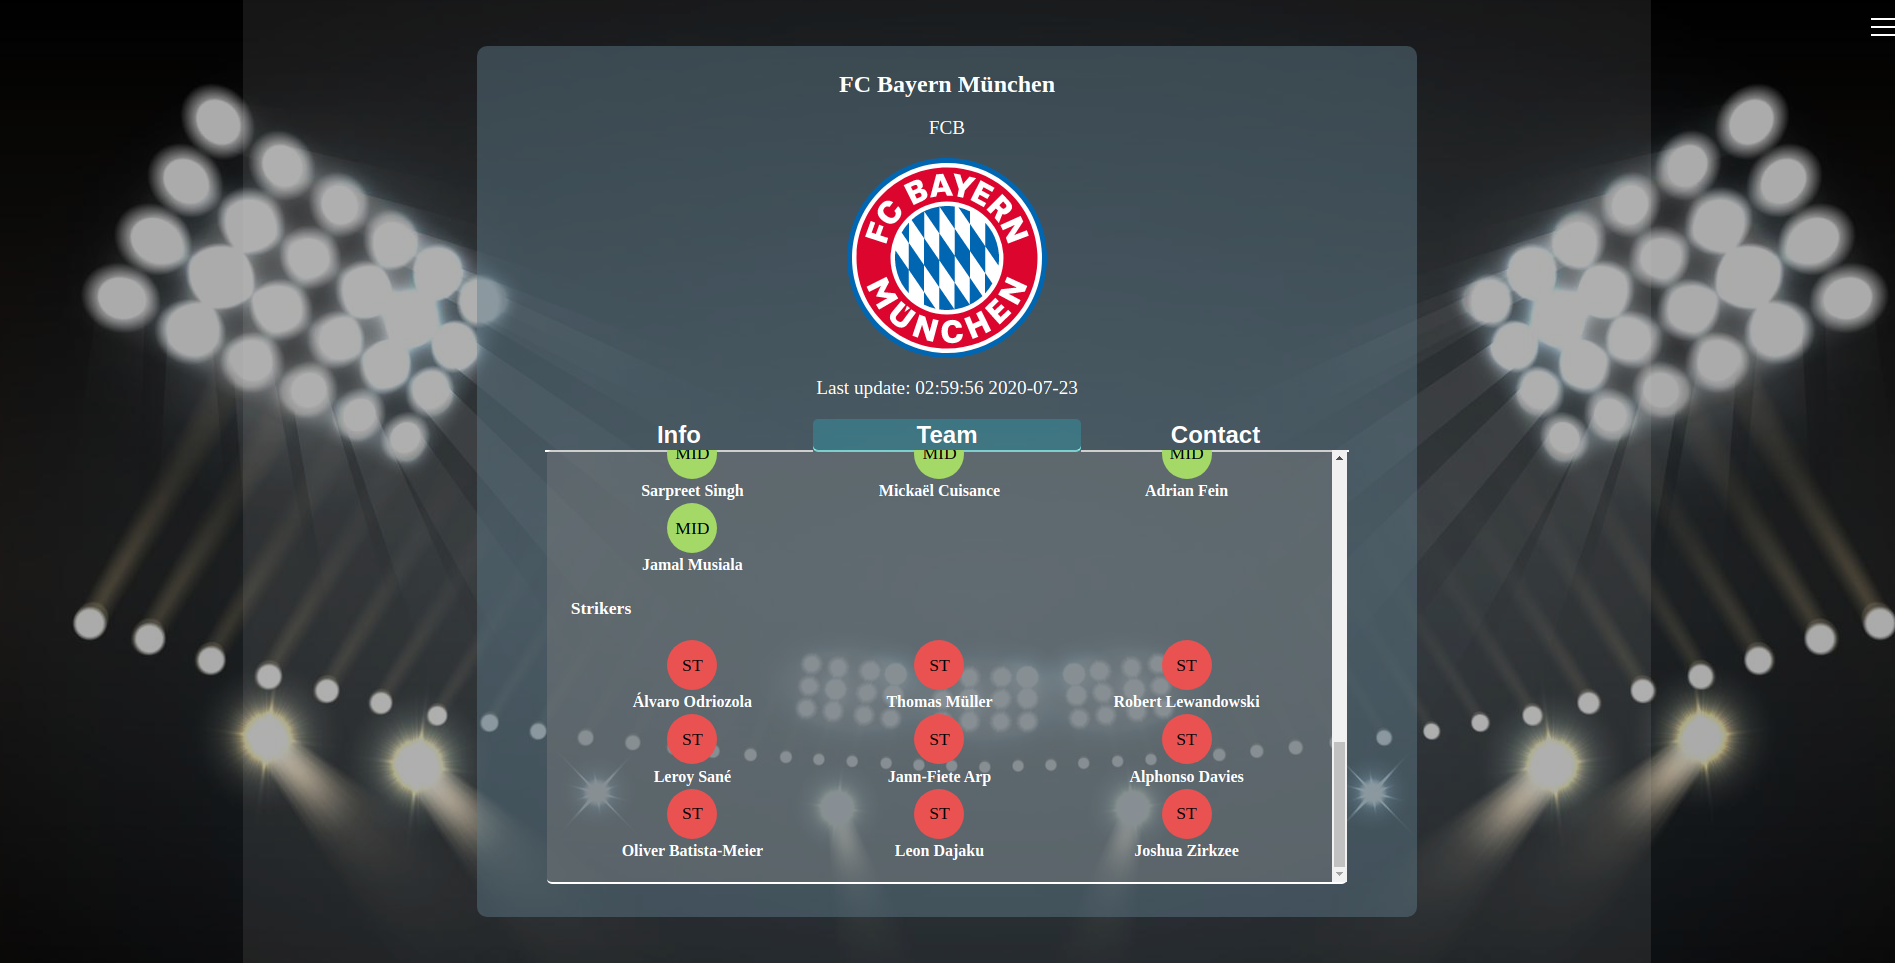 FC Bayern München
FCB
FC BAYERN
MÜNCHEN
Last update: 02:59:56 2020-07-23
Info Team Contact
MID MID MID
Sarpreet Singh Mickaël Cuisance Adrian Fein
MID
Jamal Musiala
Strikers
ST ST ST
Álvaro Odriozola Thomas Müller Robert Lewandowski
ST ST ST
Leroy Sané Jann-Fiete Arp Alphonso Davies
ST ST ST
Oliver Batista-Meier Leon Dajaku Joshua Zirkzee